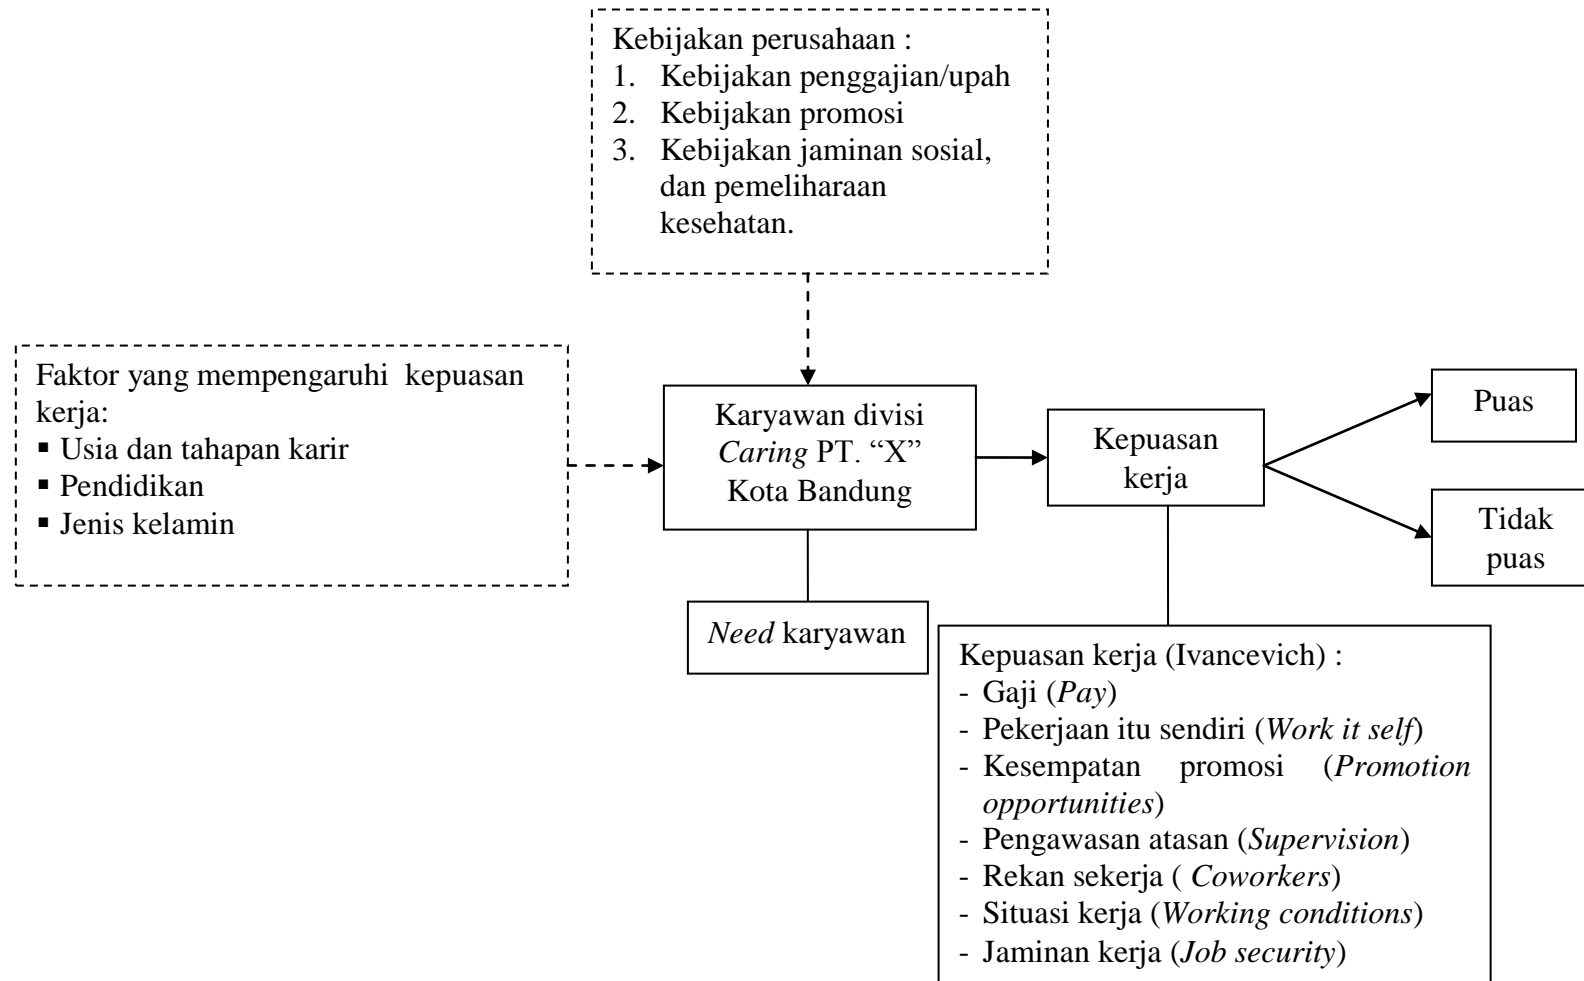 Kebijakan perusahaan :
1. Kebijakan penggajian/upah
2. Kebijakan promosi
3. Kebijakan jaminan sosial,
dan pemeliharaan
kesehatan.
Faktor yang mempengaruhi kepuasan
kerja:
▪ Usia dan tahapan karir
▪ Pendidikan
▪ Jenis kelamin
Karyawan divisi
Caring PT. “X”
Kota Bandung
Need karyawan
Kepuasan
kerja
Puas
Tidak
puas
Kepuasan kerja (Ivancevich) :
- Gaji (Pay)
- Pekerjaan itu sendiri (Work it self)
- Kesempatan promosi (Promotion
opportunities)
- Pengawasan atasan (Supervision)
- Rekan sekerja ( Coworkers)
- Situasi kerja (Working conditions)
- Jaminan kerja (Job security)